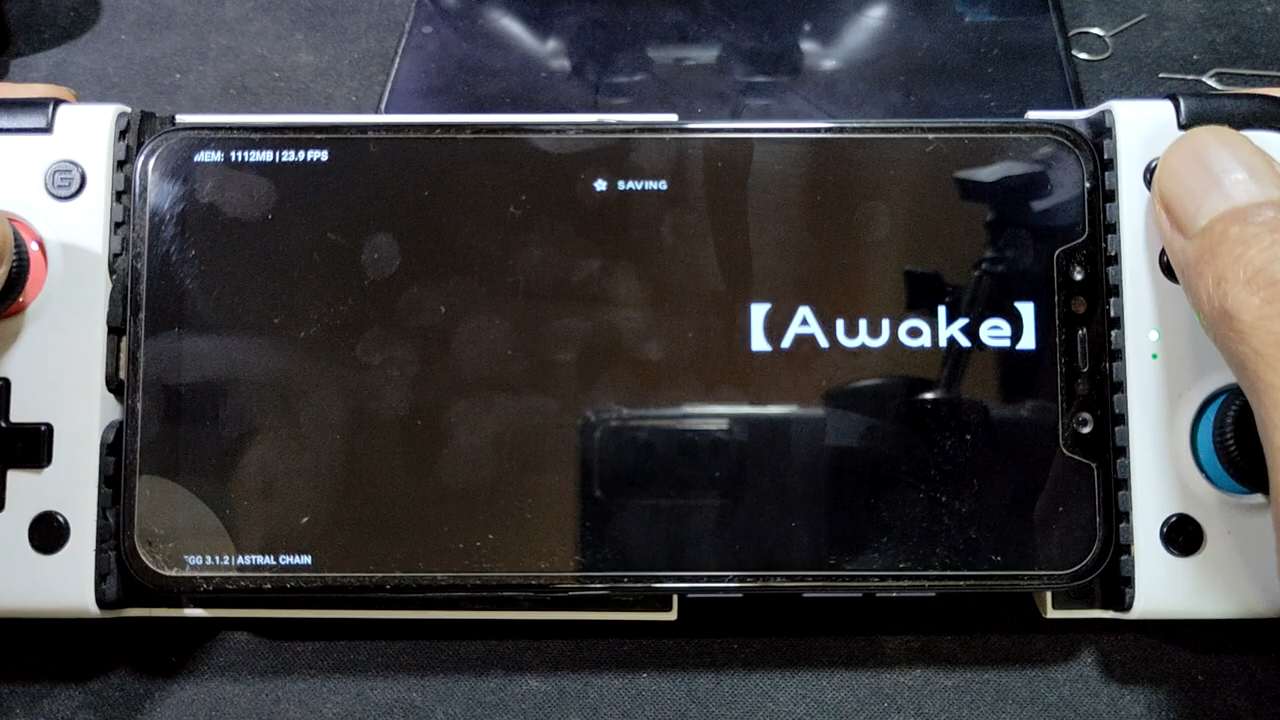 MEM: 1112MB | 23.9 FPS
SAVING
【Awake】
EGG 3.1.2 | ASTRAL CHAIN